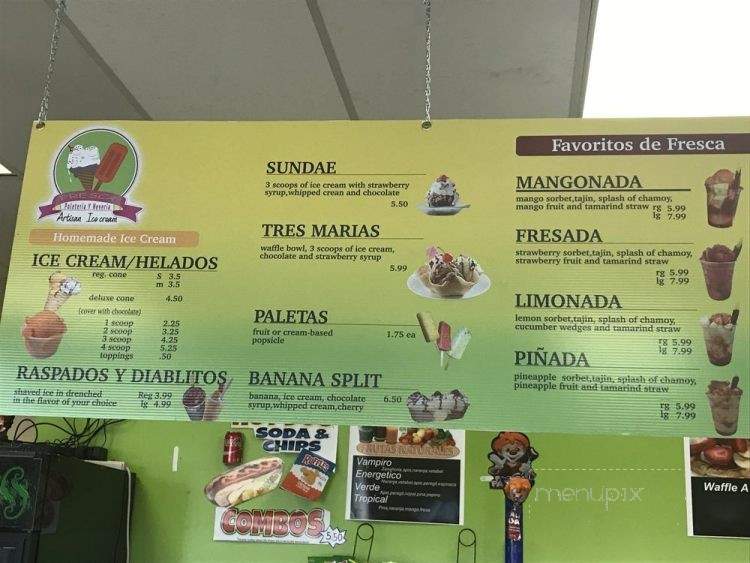 FRESCA
Paleteria Y Neveria
Artisan Ice cream
Homemade Ice Cream
ICE CREAM/HELADOS
reg. cone S 3.5
m 3.5
deluxe cone 4.50
(cover with chocolate)
1 scoop 2.25
2 scoop 3.25
3 scoop 4.25
4 scoop 5.25
toppings .50
RASPADOS Y DIABLITOS
shaved ice in drenched Reg 3.99
in the flavor of your choice lg 4.99
SUNDAE
3 scoops of ice cream with strawberry
syrup,whipped crean and chocolate
5.50
TRES MARIAS
waffle bowl, 3 scoops of ice cream,
chocolate and strawberry syrup
5.99
PALETAS
fruit or cream-based 1.75 ea
popsicle
BANANA SPLIT
banana, ice cream, chocolate 6.50
syrup,whipped cream,cherry
Favoritos de Fresca
MANGONADA
mango sorbet,tajin, splash of chamoy,
mango fruit and tamarind straw rg 5.99
lg 7.99
FRESADA
strawberry sorbet,tajin, splash of chamoy,
strawberry fruit and tamarind straw
rg 5.99
lg 7.99
LIMONADA
lemon sorbet,tajin, splash of chamoy,
cucumber wedges and tamarind straw
rg 5.99
lg 7.99
PIÑADA
pineapple sorbet,tajin, splash of chamoy,
pineapple fruit and tamarind straw
rg 5.99
lg 7.99
SODA &
CHIPS
COMBOS
5.50
FRUTAS NATURALES
Vampiro
Energetico
Verde
Tropical
Pina,naranja,mango,fresa
Waffle A
menupix